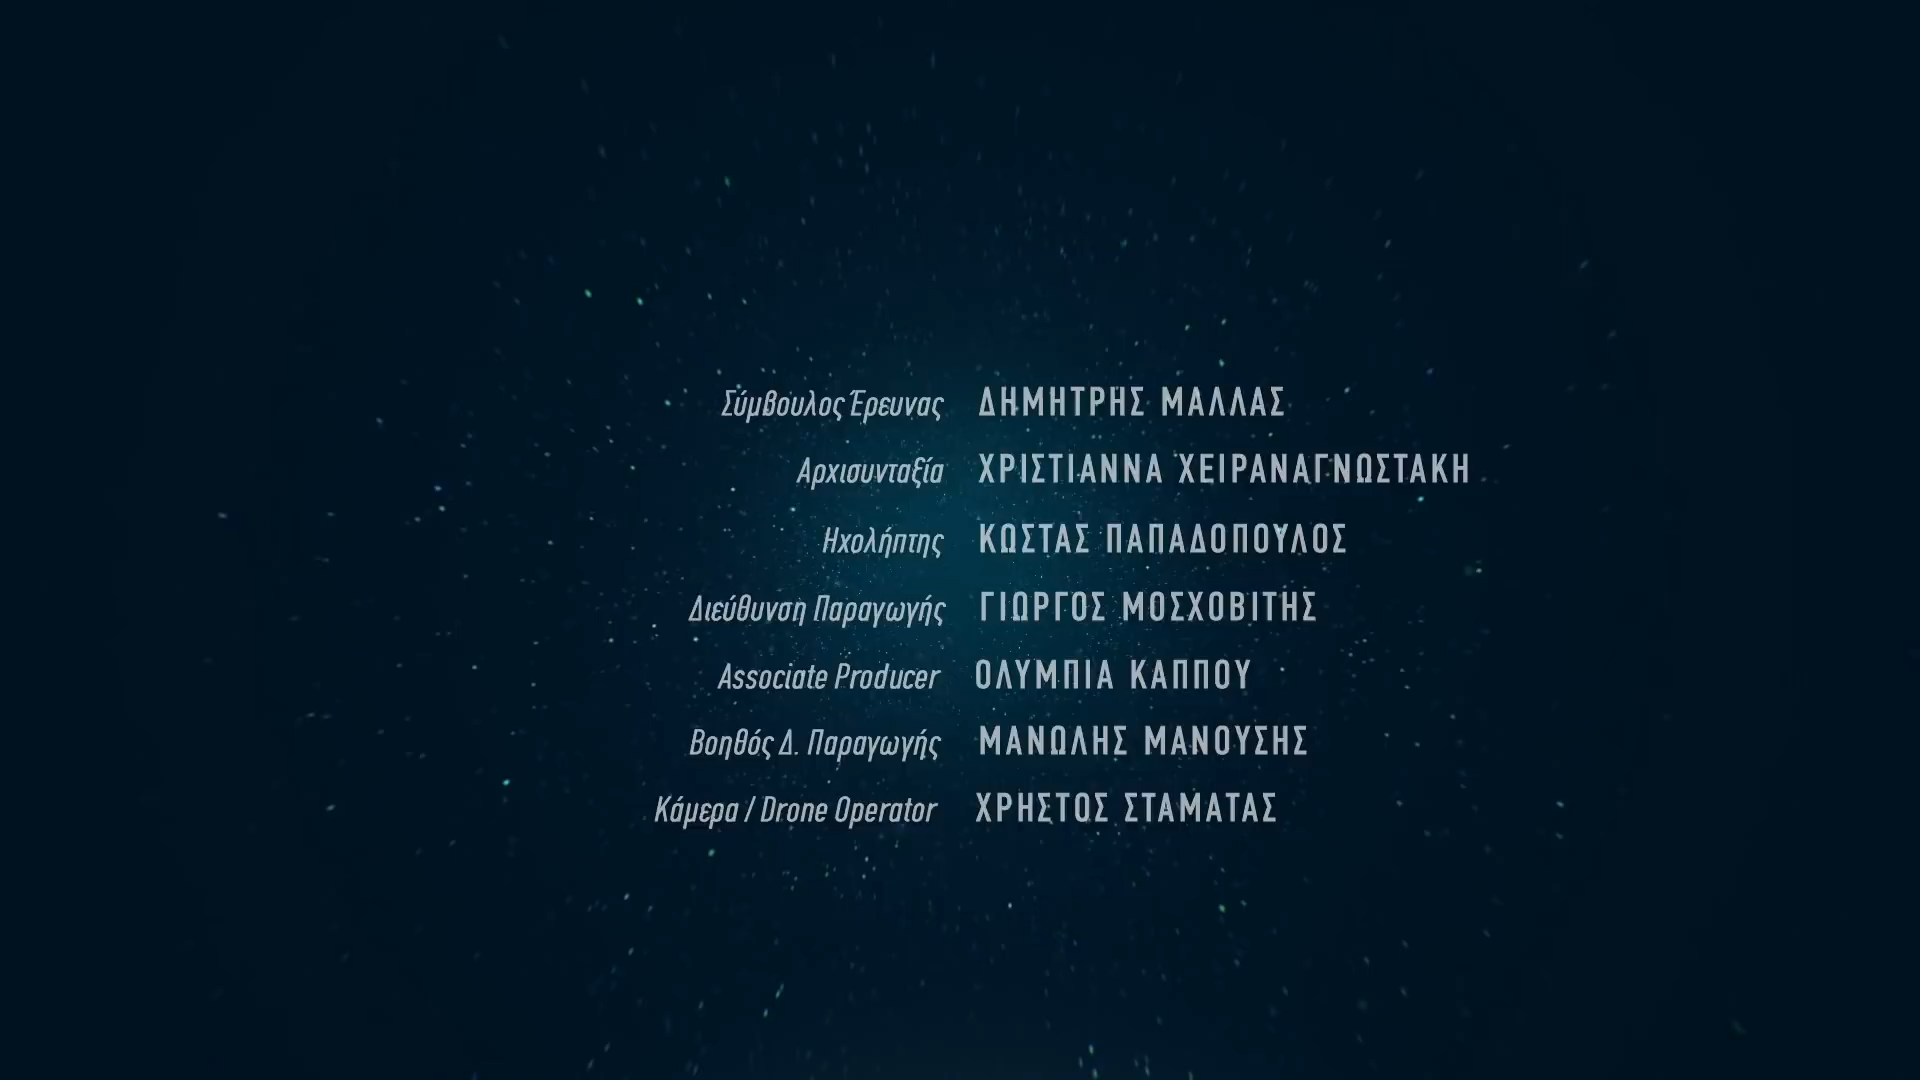 Σύμβουλος Έρευνας ΔΗΜΗΤΡΗΣ ΜΑΛΛΑΣ
Αρχισυνταξία ΧΡΙΣΤΙΑΝΝΑ ΧΕΙΡΑΝΑΓΝΩΣΤΑΚΗ
Ηχολήπτης ΚΩΣΤΑΣ ΠΑΠΑΔΟΠΟΥΛΟΣ
Διεύθυνση Παραγωγής ΓΙΩΡΓΟΣ ΜΟΣΧΟΒΙΤΗΣ
Associate Producer ΟΛΥΜΠΙΑ ΚΑΠΠΟΥ
Βοηθός Δ. Παραγωγής ΜΑΝΩΛΗΣ ΜΑΝΟΥΣΗΣ
Κάμερα / Drone Operator ΧΡΗΣΤΟΣ ΣΤΑΜΑΤΑΣ